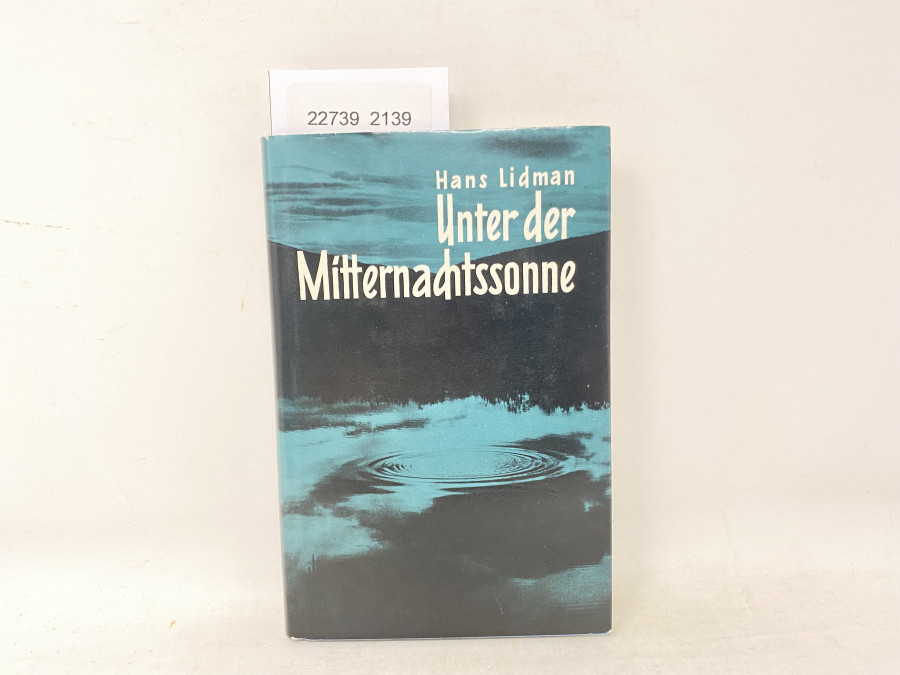 22739 2139
Hans Lidman
Unter der
Mitternachtssonne